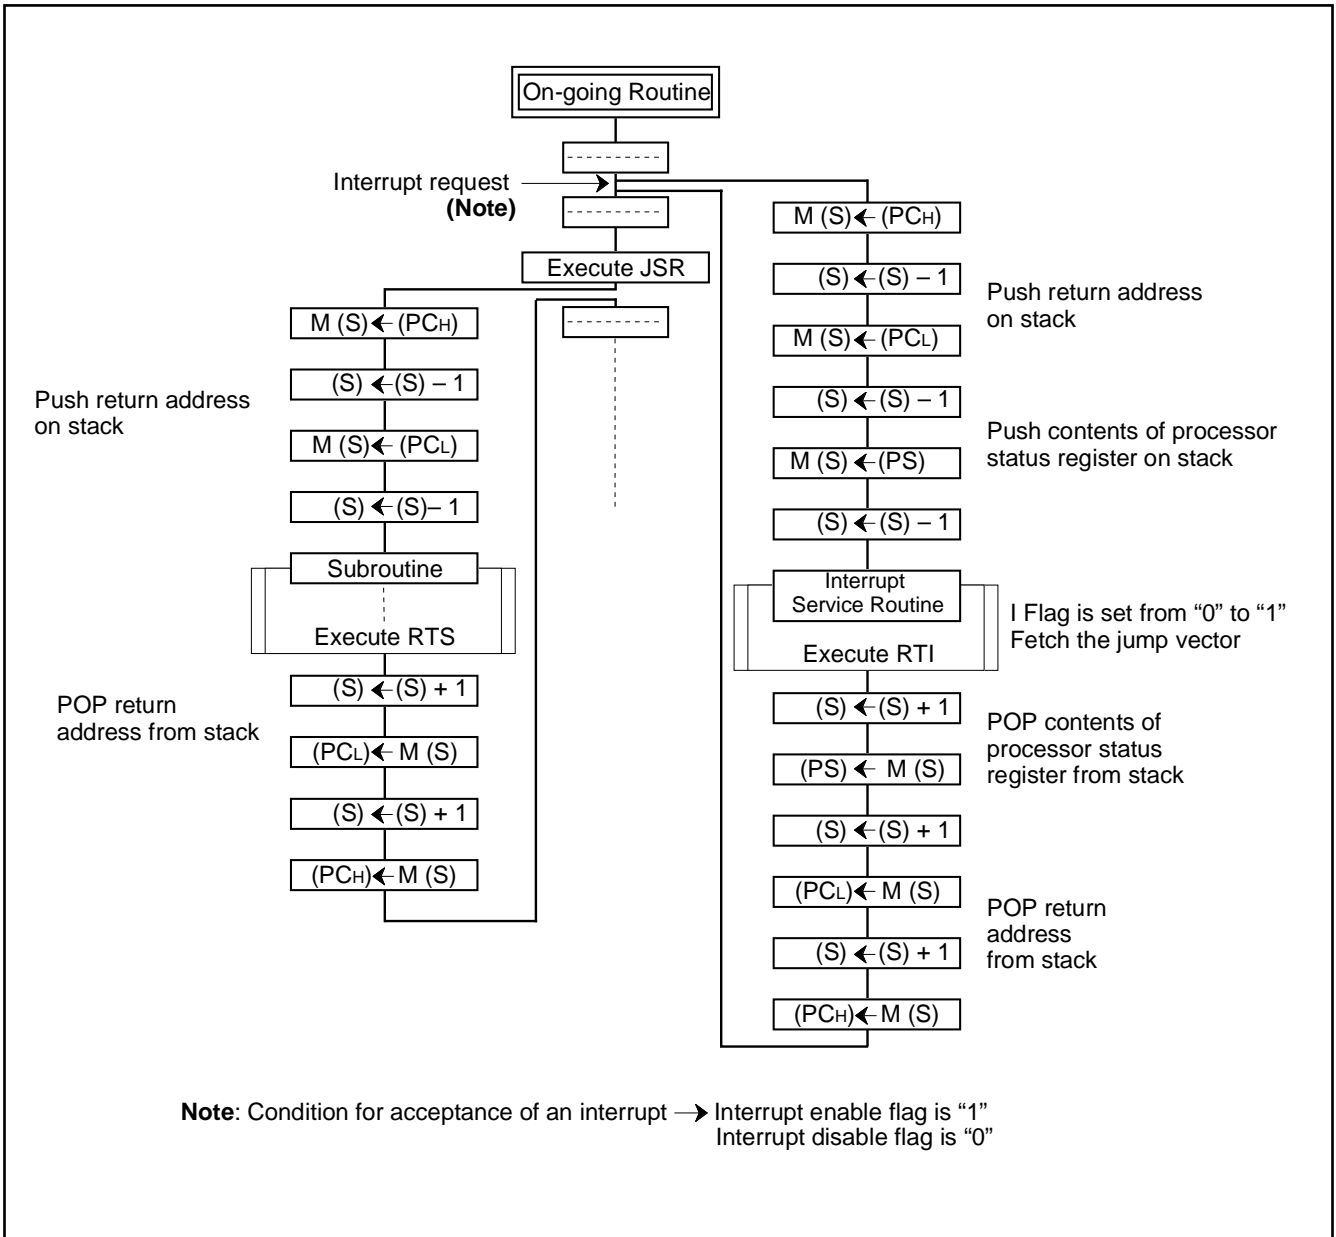 On-going Routine
Interrupt request
(Note)
Execute JSR
M (S) ← (PCH)
(S) ← (S) – 1
M (S) ← (PCL)
(S) ← (S)– 1
Push return address
on stack
Subroutine
Execute RTS
(S) ← (S) + 1
(PCL) ← M (S)
(S) ← (S) + 1
(PCH) ← M (S)
POP return
address from stack
M (S) ← (PCH)
(S) ← (S) – 1
M (S) ← (PCL)
(S) ← (S) – 1
M (S) ← (PS)
(S) ← (S) – 1
Push return address
on stack
Push contents of processor
status register on stack
Interrupt
Service Routine
Execute RTI
I Flag is set from “0” to “1”
Fetch the jump vector
(S) ← (S) + 1
(PS) ← M (S)
(S) ← (S) + 1
(PCL) ← M (S)
(S) ← (S) + 1
(PCH) ← M (S)
POP contents of
processor status
register from stack
POP return
address
from stack
Note: Condition for acceptance of an interrupt → Interrupt enable flag is “1”
Interrupt disable flag is “0”